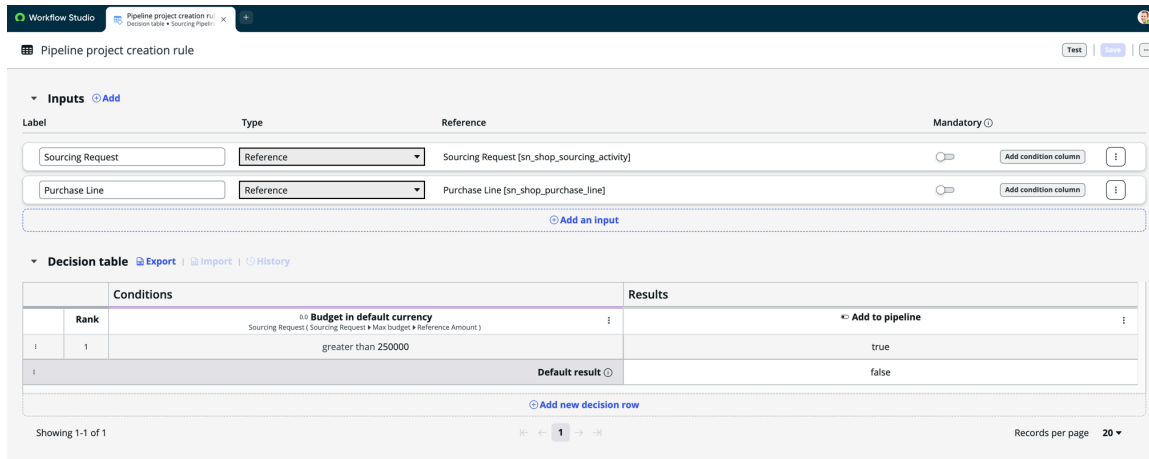 Workflow Studio
Pipeline project creation rul
Decision table • Sourcing Pipelin
Pipeline project creation rule
Test
Save
Inputs Add
Label Type Reference Mandatory
Sourcing Request Reference Sourcing Request [sn_shop_sourcing_activity] Add condition column
Purchase Line Reference Purchase Line [sn_shop_purchase_line] Add condition column
Add an input
Decision table Export | Import | History
Conditions Results
Rank 0.0 Budget in default currency Add to pipeline
Sourcing Request ( Sourcing Request ▸ Max budget ▸ Reference Amount )
1 greater than 250000 true
Default result false
Add new decision row
Showing 1-1 of 1 1 Records per page 20